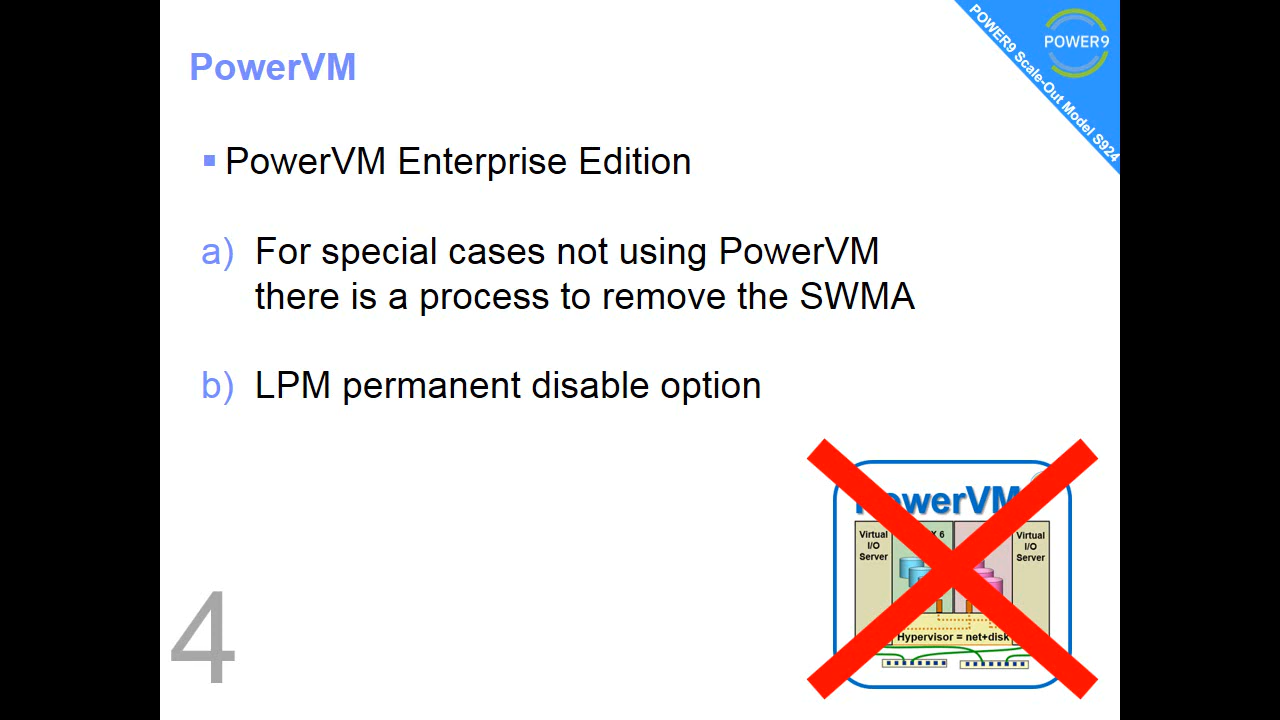 PowerVM
POWER9
POWER9 Scale-Out Model S924
▪ PowerVM Enterprise Edition
a) For special cases not using PowerVM
there is a process to remove the SWMA
b) LPM permanent disable option
PowerVM
Virtual
I/O
Server
6
Virtual
I/O
Server
Hypervisor = net+disk
4